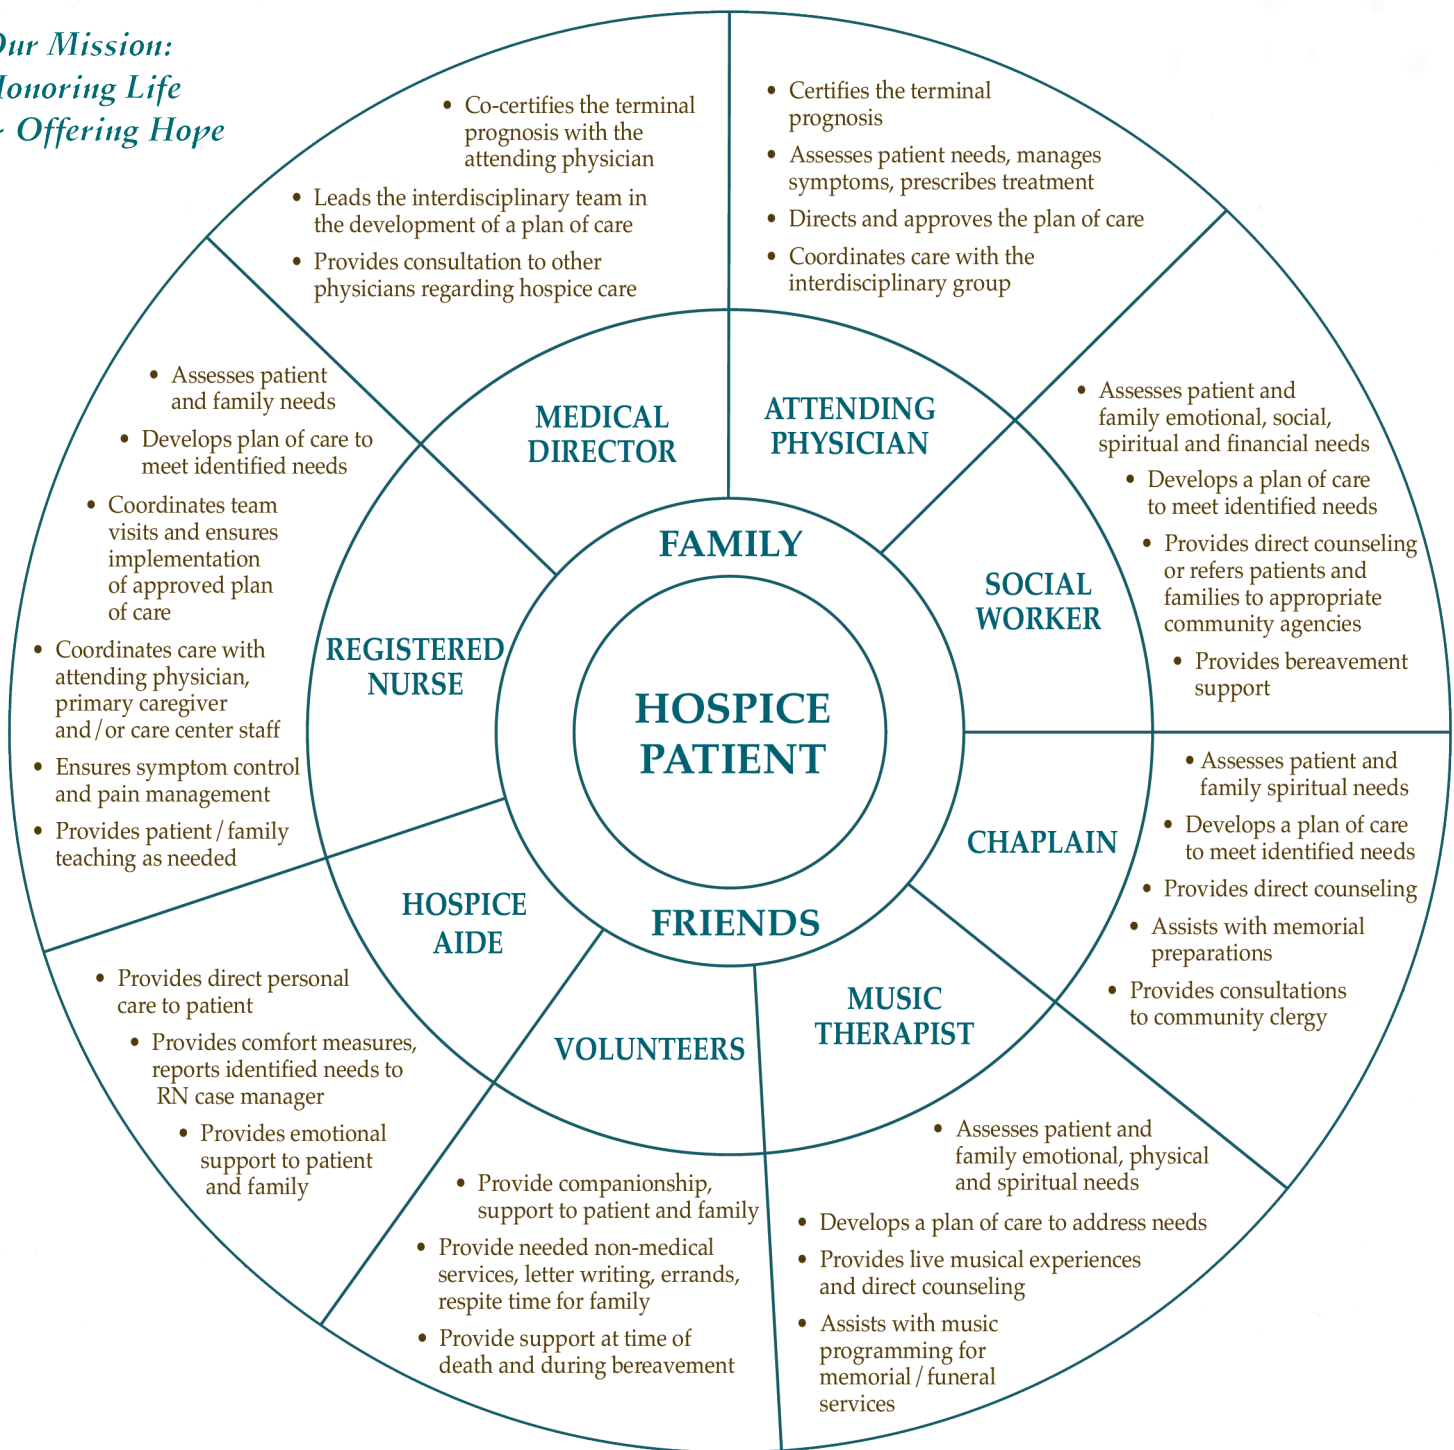 Our Mission:
Honoring Life
Offering Hope
• Co-certifies the terminal
prognosis with the
attending physician
• Leads the interdisciplinary team in
the development of a plan of care
• Provides consultation to other
physicians regarding hospice care
MEDICAL
DIRECTOR
• Certifies the terminal
prognosis
• Assesses patient needs, manages
symptoms, prescribes treatment
• Directs and approves the plan of care
• Coordinates care with the
interdisciplinary group
ATTENDING
PHYSICIAN
• Assesses patient and
family emotional, social,
spiritual and financial needs
• Develops a plan of care
to meet identified needs
• Provides direct counseling
or refers patients and
families to appropriate
community agencies
• Provides bereavement
support
SOCIAL
WORKER
• Assesses patient and
family spiritual needs
• Develops a plan of care
to meet identified needs
• Provides direct counseling
• Assists with memorial
preparations
• Provides consultations
to community clergy
CHAPLAIN
MUSIC
THERAPIST
• Assesses patient and
family emotional, physical
and spiritual needs
• Develops a plan of care to address needs
• Provides live musical experiences
and direct counseling
• Assists with music
programming for
memorial/funeral
services
VOLUNTEERS
• Provide companionship,
support to patient and family
• Provide needed non-medical
services, letter writing, errands,
respite time for family
• Provide support at time of
death and during bereavement
HOSPICE
AIDE
• Provides direct personal
care to patient
• Provides comfort measures,
reports identified needs to
RN case manager
• Provides emotional
support to patient
and family
• Assesses patient
and family needs
• Develops plan of care to
meet identified needs
• Coordinates team
visits and ensures
implementation
of approved plan
of care
• Coordinates care with
attending physician,
primary caregiver
and/or care center staff
• Ensures symptom control
and pain management
• Provides patient/family
teaching as needed
REGISTERED
NURSE
FAMILY
HOSPICE
PATIENT
FRIENDS